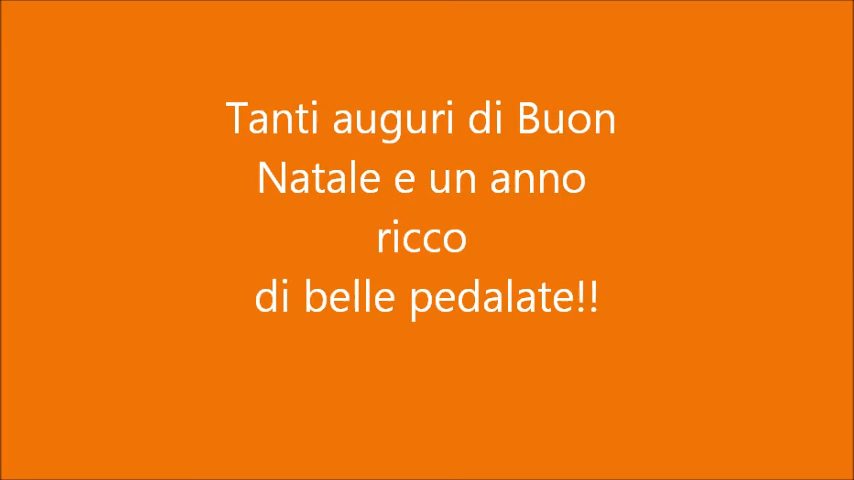 Tanti auguri di Buon
Natale e un anno
ricco
di belle pedalate!!